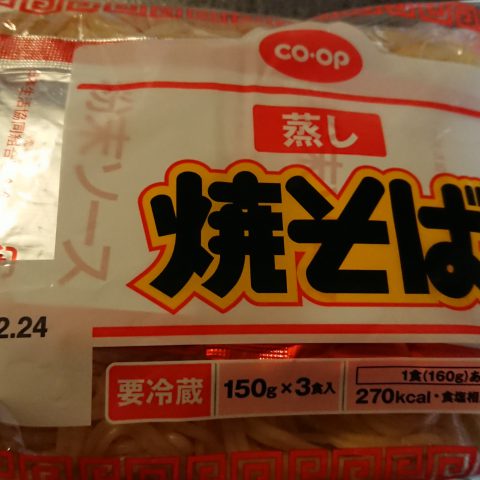 CO·OP
蒸し
焼そば
粉末ソース
2.24
要冷蔵
150g×3食入
1食(160g)あ
270kcal・食塩相